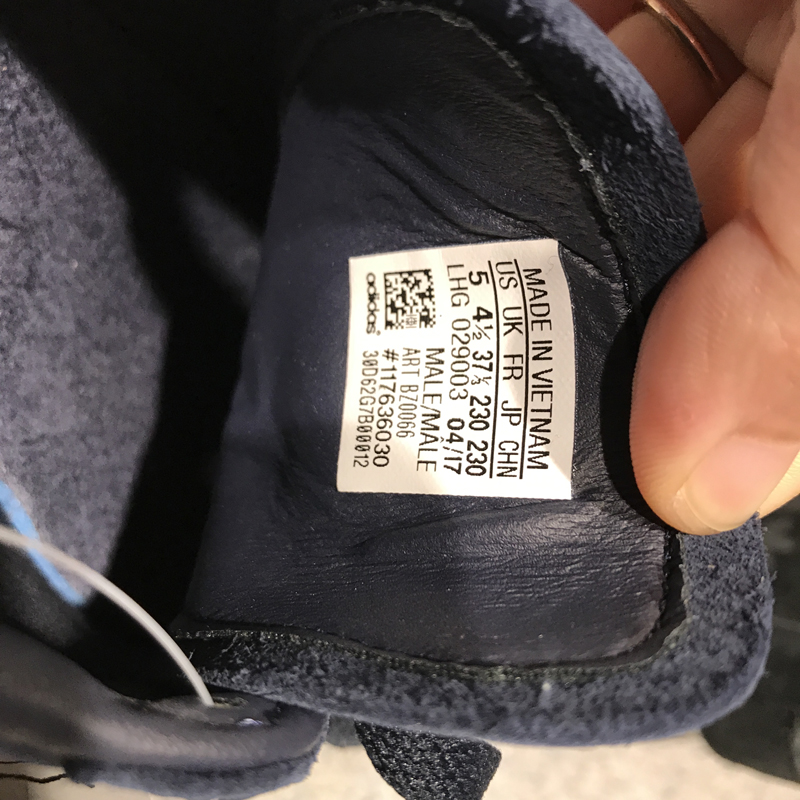 MADE IN VIETNAM
US UK FR JP CHN
5 4½ 37⅓ 230 230
LHG 029003 04/17
MALE/MÂLE
ART BZ0066
#117636030
30D62G7B00012
adidas